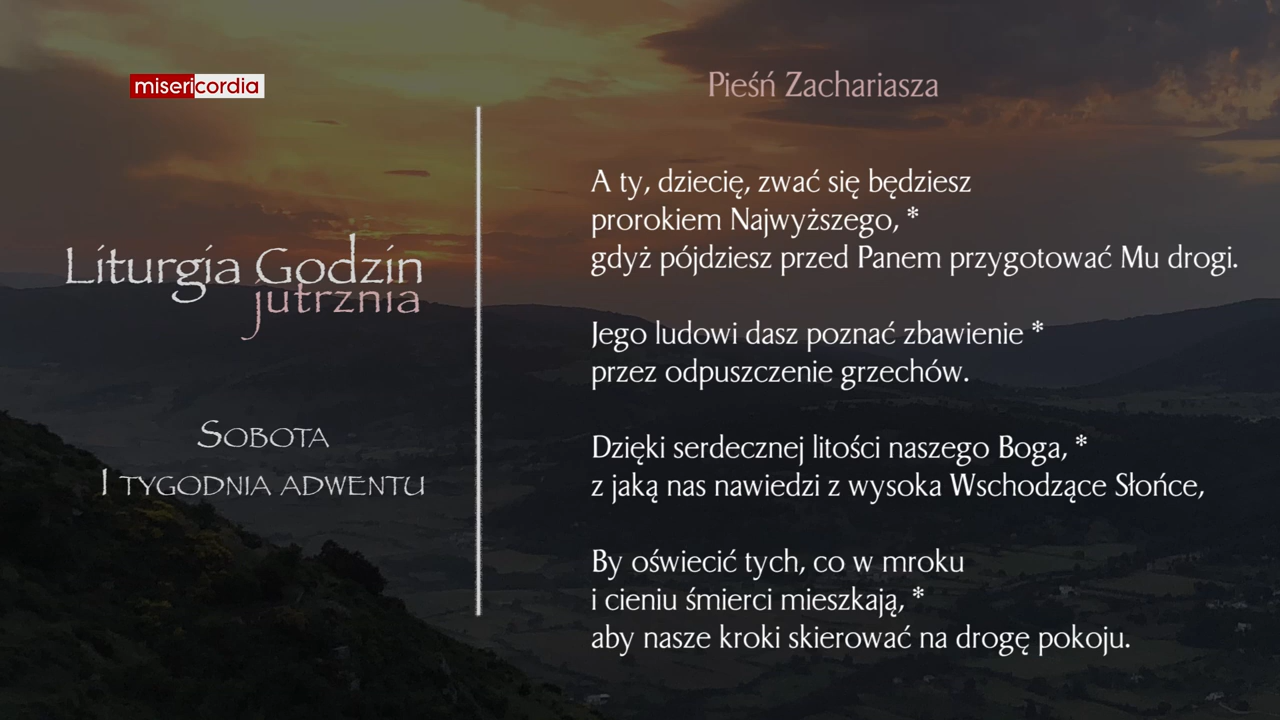 misericordia
Liturgia Godzin
jutrznia
Sobota
I tygodnia adwentu
Pieśń Zachariasza
A ty, dziecię, zwać się będziesz
prorokiem Najwyższego, *
gdyż pójdziesz przed Panem przygotować Mu drogi.
Jego ludowi dasz poznać zbawienie *
przez odpuszczenie grzechów.
Dzięki serdecznej litości naszego Boga, *
z jaką nas nawiedzi z wysoka Wschodzące Słońce,
By oświecić tych, co w mroku
i cieniu śmierci mieszkają, *
aby nasze kroki skierować na drogę pokoju.